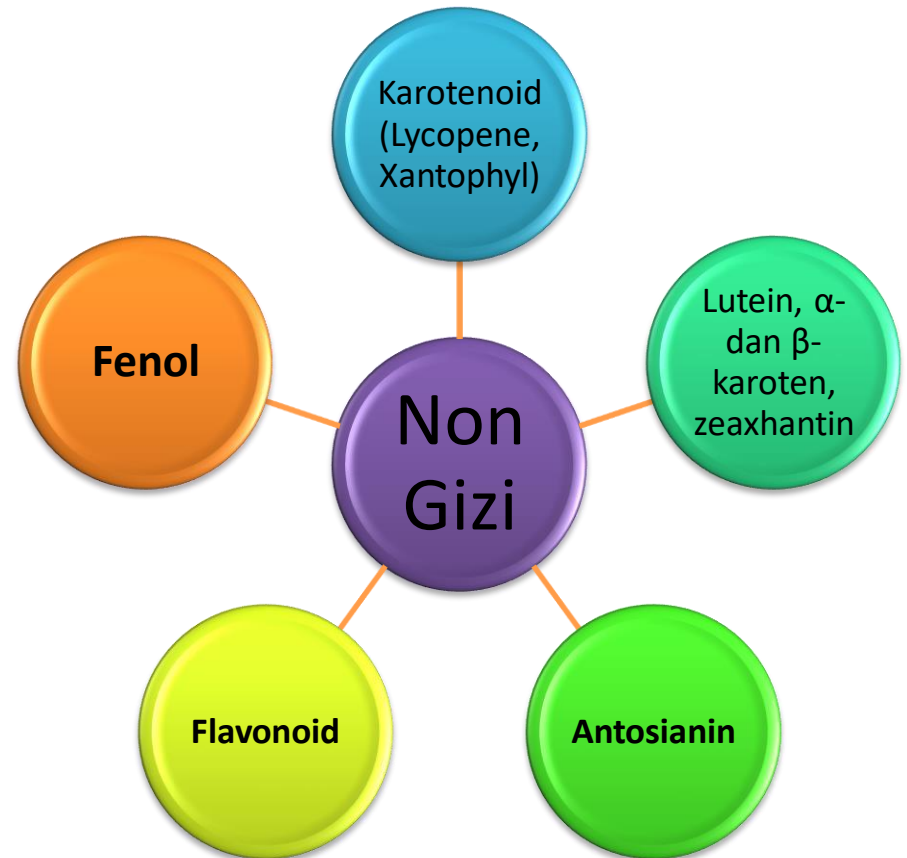 Karotenoid
(Lycopene,
Xantophyl)
Lutein, α-
dan β-
karoten,
zeaxhantin
Antosianin
Flavonoid
Fenol
Non
Gizi